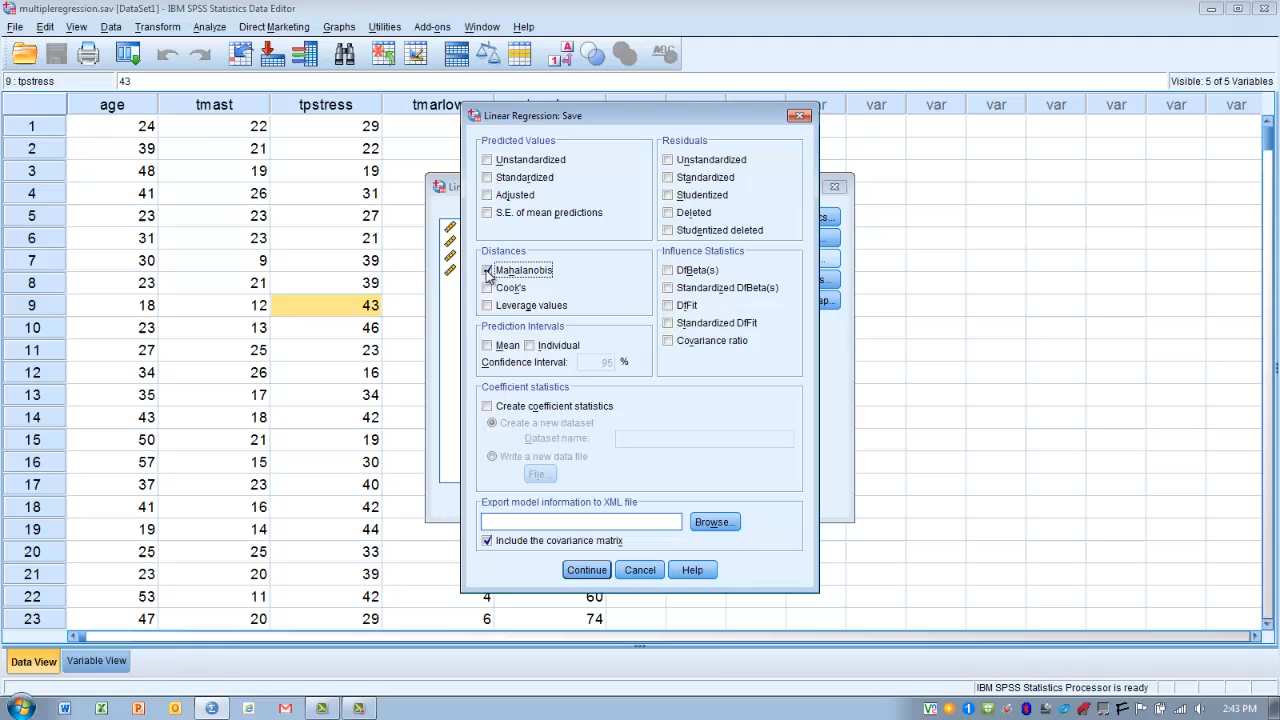 multipleregression.sav [DataSet1] - IBM SPSS Statistics Data Editor
File Edit View Data Transform Analyze Direct Marketing Graphs Utilities Add-ons Window Help
9 : tpstress 43 Visible: 5 of 5 Variables
age tmast tpstress tmarlow var var var var var var var
1 24 22 29
2 39 21 22
3 48 19 19
4 41 26 31
5 23 23 27
6 31 23 21
7 30 9 39
8 23 21 39
9 18 12 43
10 23 13 46
11 27 25 23
12 34 26 16
13 35 17 34
14 43 18 42
15 50 21 19
16 57 15 30
17 37 23 40
18 41 16 42
19 19 14 44
20 25 25 33
21 23 20 39
22 53 11 42 4 60
23 47 20 29 6 74
Linear Regression: Save
Predicted Values
Unstandardized
Standardized
Adjusted
S.E. of mean predictions
Residuals
Unstandardized
Standardized
Studentized
Deleted
Studentized deleted
Distances
Mahalanobis
Cook's
Leverage values
Influence Statistics
DfBeta(s)
Standardized DfBeta(s)
DfFit
Standardized DfFit
Covariance ratio
Prediction Intervals
Mean Individual
Confidence Interval: 95 %
Coefficient statistics
Create coefficient statistics
Create a new dataset
Dataset name:
Write a new data file
File...
Export model information to XML file
Browse...
Include the covariance matrix
Continue Cancel Help
Data View Variable View
IBM SPSS Statistics Processor is ready
2:43 PM